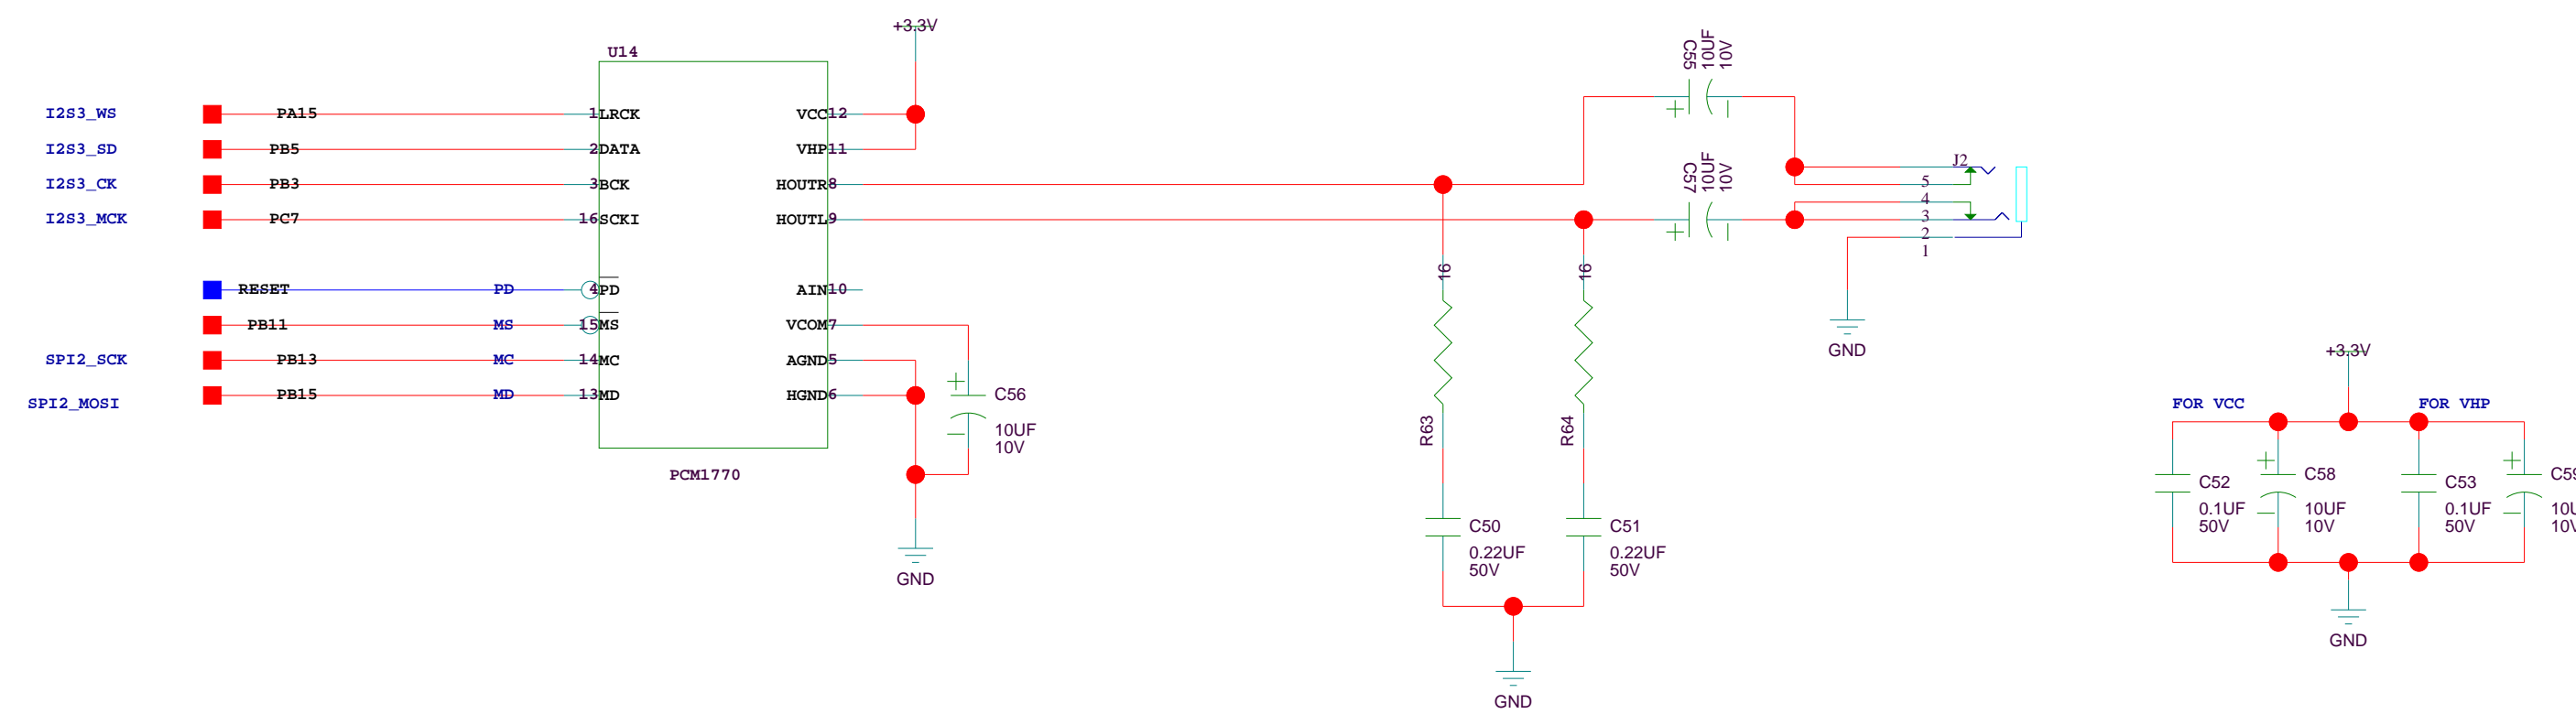 +3.3V
U14
I2S3_WS PA15 1 LRCK VCC 12
I2S3_SD PB5 2 DATA VHP 11
I2S3_CK PB3 3 BCK HOUTR 8
I2S3_MCK PC7 16 SCKI HOUTL 9
RESET PD 4 PD AIN 10
PB11 MS 15 MS VCOM 7
SPI2_SCK PB13 MC 14 MC AGND 5
SPI2_MOSI PB15 MD 13 MD HGND 6
PCM1770
+
C56
10UF
10V
GND
C55
10UF
10V
+
C57
10UF
10V
+
J2
5
4
3
2
1
GND
16
R63
16
R64
C50
0.22UF
50V
C51
0.22UF
50V
GND
+3.3V
FOR VCC
FOR VHP
C52
0.1UF
50V
+
C58
10UF
10V
C53
0.1UF
50V
+
GND